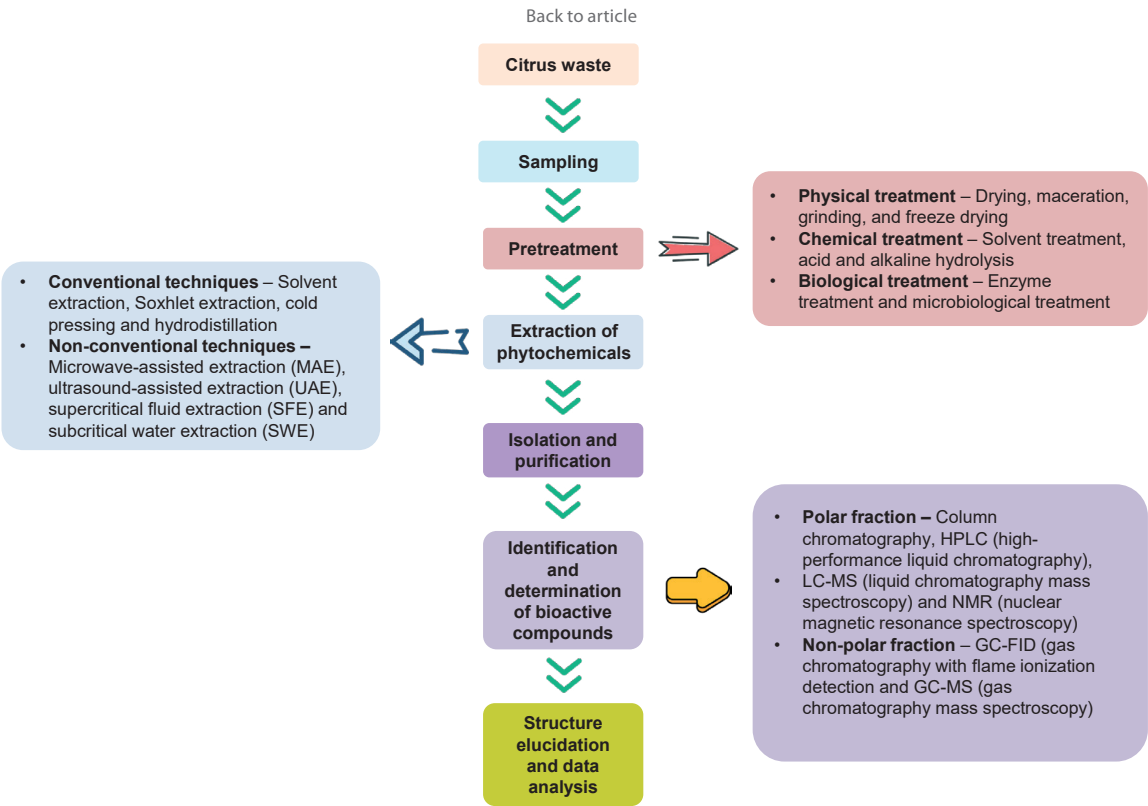 Back to article
Citrus waste
Sampling
Pretreatment
• Physical treatment – Drying, maceration,
grinding, and freeze drying
• Chemical treatment – Solvent treatment,
acid and alkaline hydrolysis
• Biological treatment – Enzyme
treatment and microbiological treatment
Extraction of
phytochemicals
• Conventional techniques – Solvent
extraction, Soxhlet extraction, cold
pressing and hydrodistillation
• Non-conventional techniques –
Microwave-assisted extraction (MAE),
ultrasound-assisted extraction (UAE),
supercritical fluid extraction (SFE) and
subcritical water extraction (SWE)
Isolation and
purification
Identification
and
determination
of bioactive
compounds
• Polar fraction – Column
chromatography, HPLC (high-
performance liquid chromatography),
• LC-MS (liquid chromatography mass
spectroscopy) and NMR (nuclear
magnetic resonance spectroscopy)
• Non-polar fraction – GC-FID (gas
chromatography with flame ionization
detection and GC-MS (gas
chromatography mass spectroscopy)
Structure
elucidation
and data
analysis